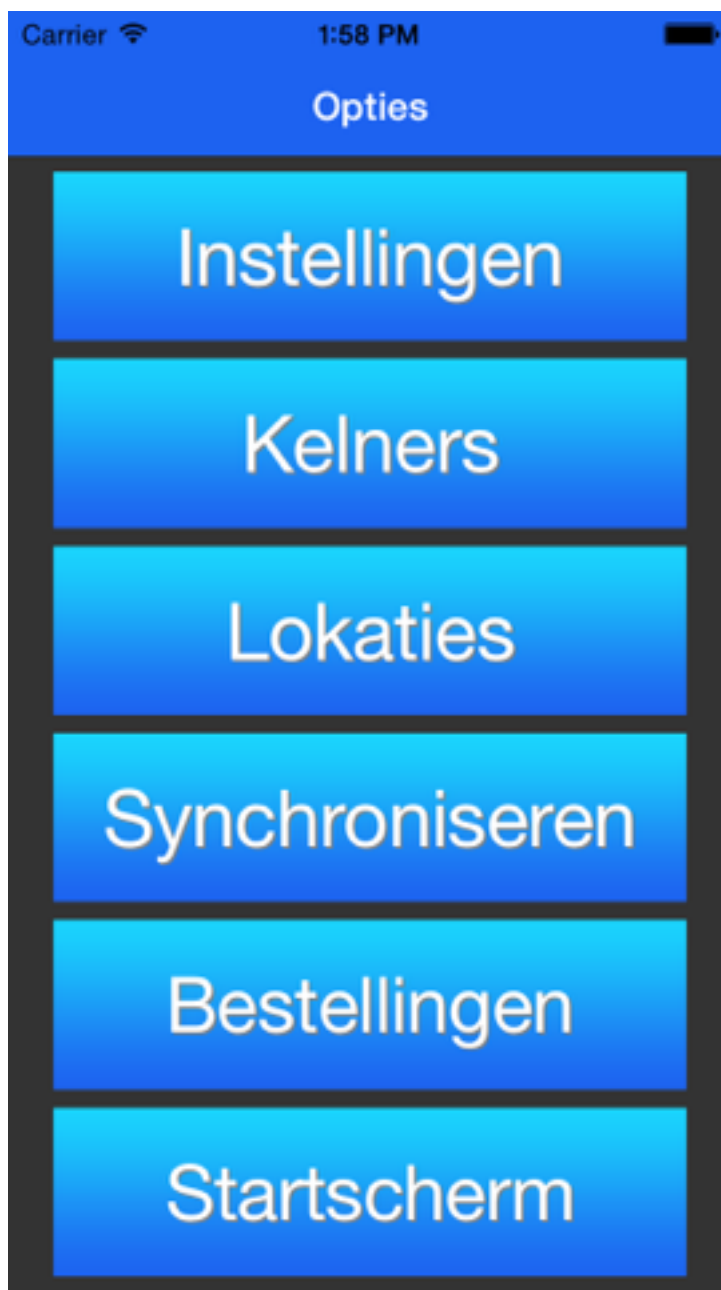 Carrier 1:58 PM
Opties
Instellingen
Kelners
Lokaties
Synchroniseren
Bestellingen
Startscherm